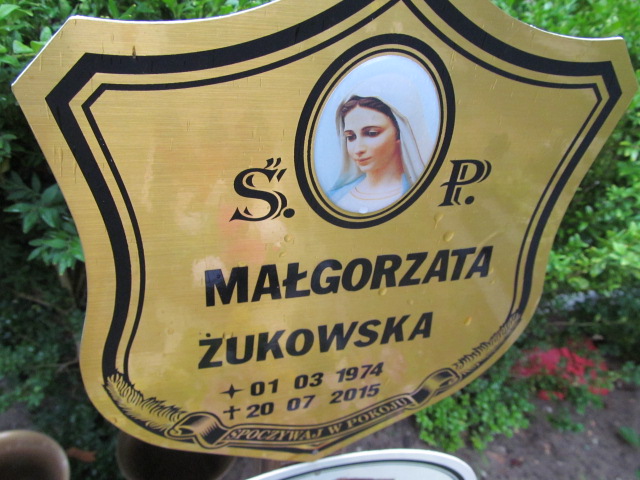 Ś. P.
MAŁGORZATA
ŻUKOWSKA
✦ 01 03 1974
✝ 20 07 2015
SPOCZYWAJ W POKOJU